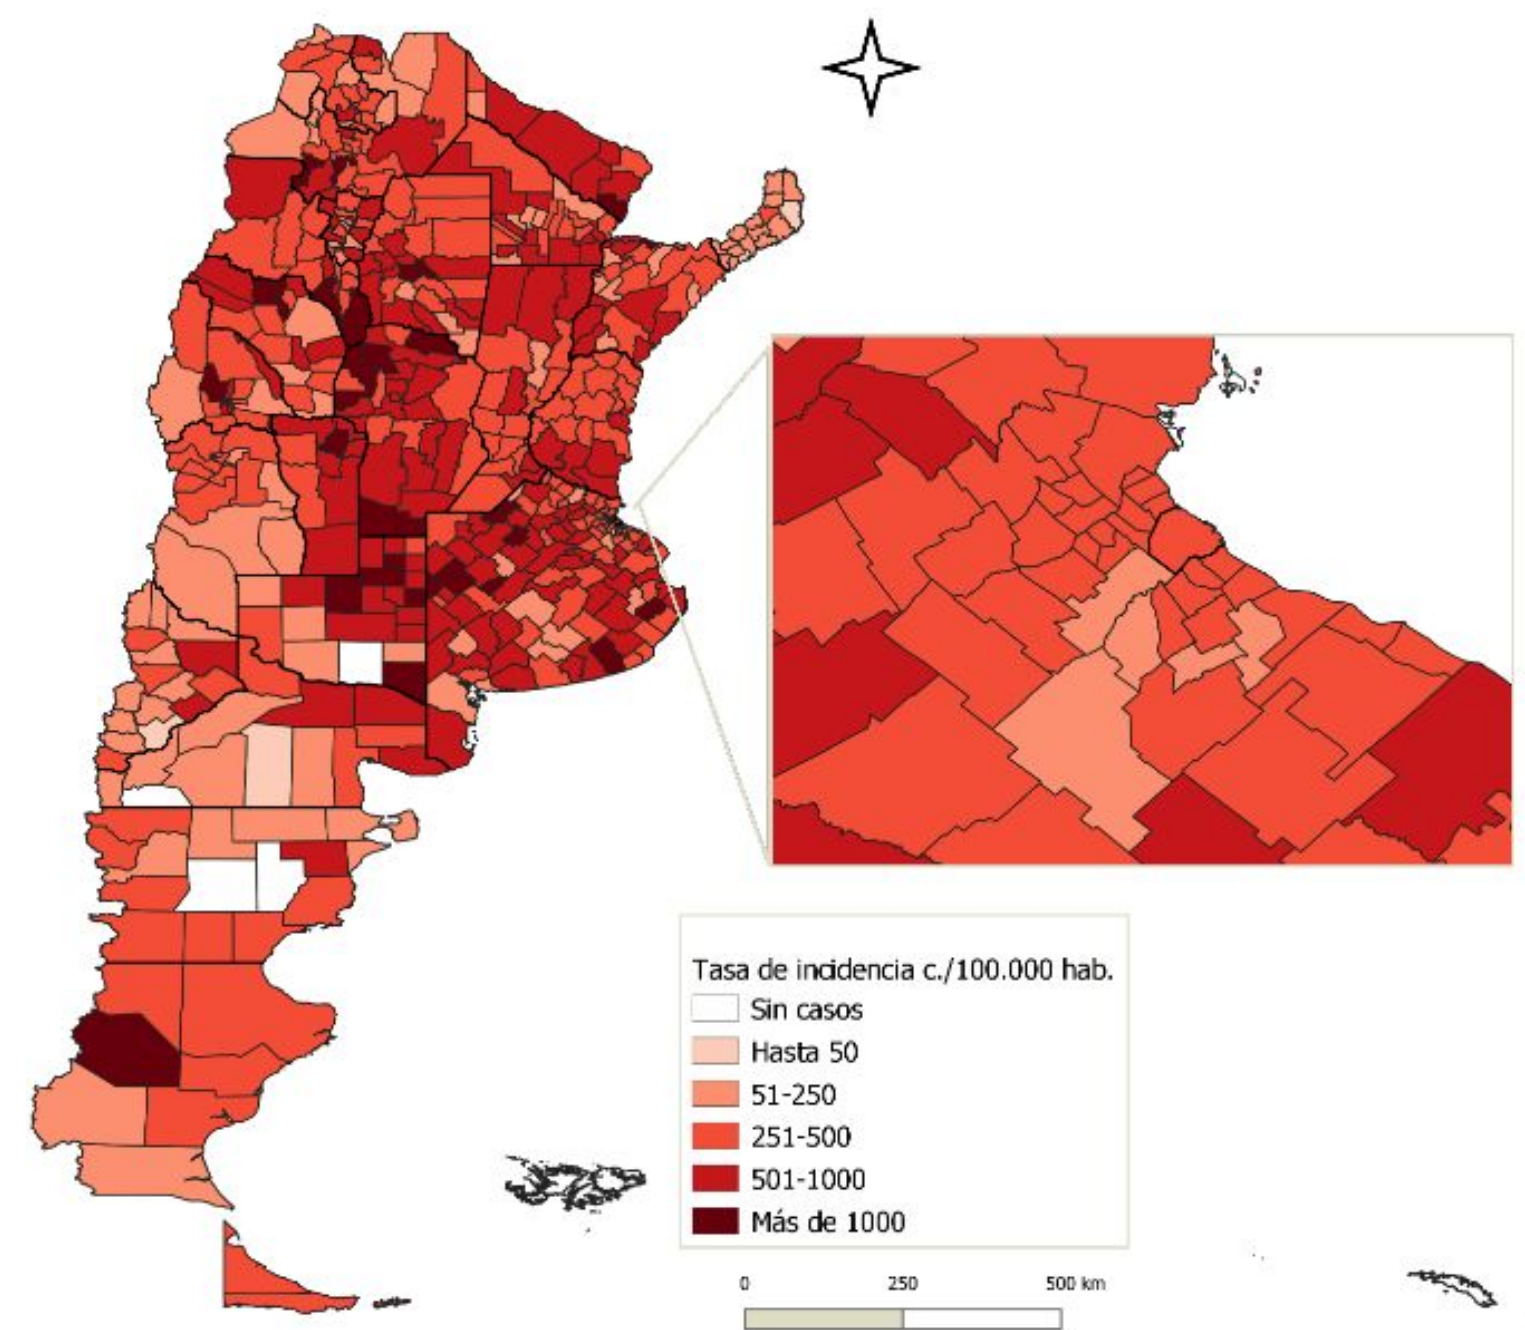 Tasa de incidencia c./100.000 hab.
Sin casos
Hasta 50
51-250
251-500
501-1000
Más de 1000
0 250 500 km